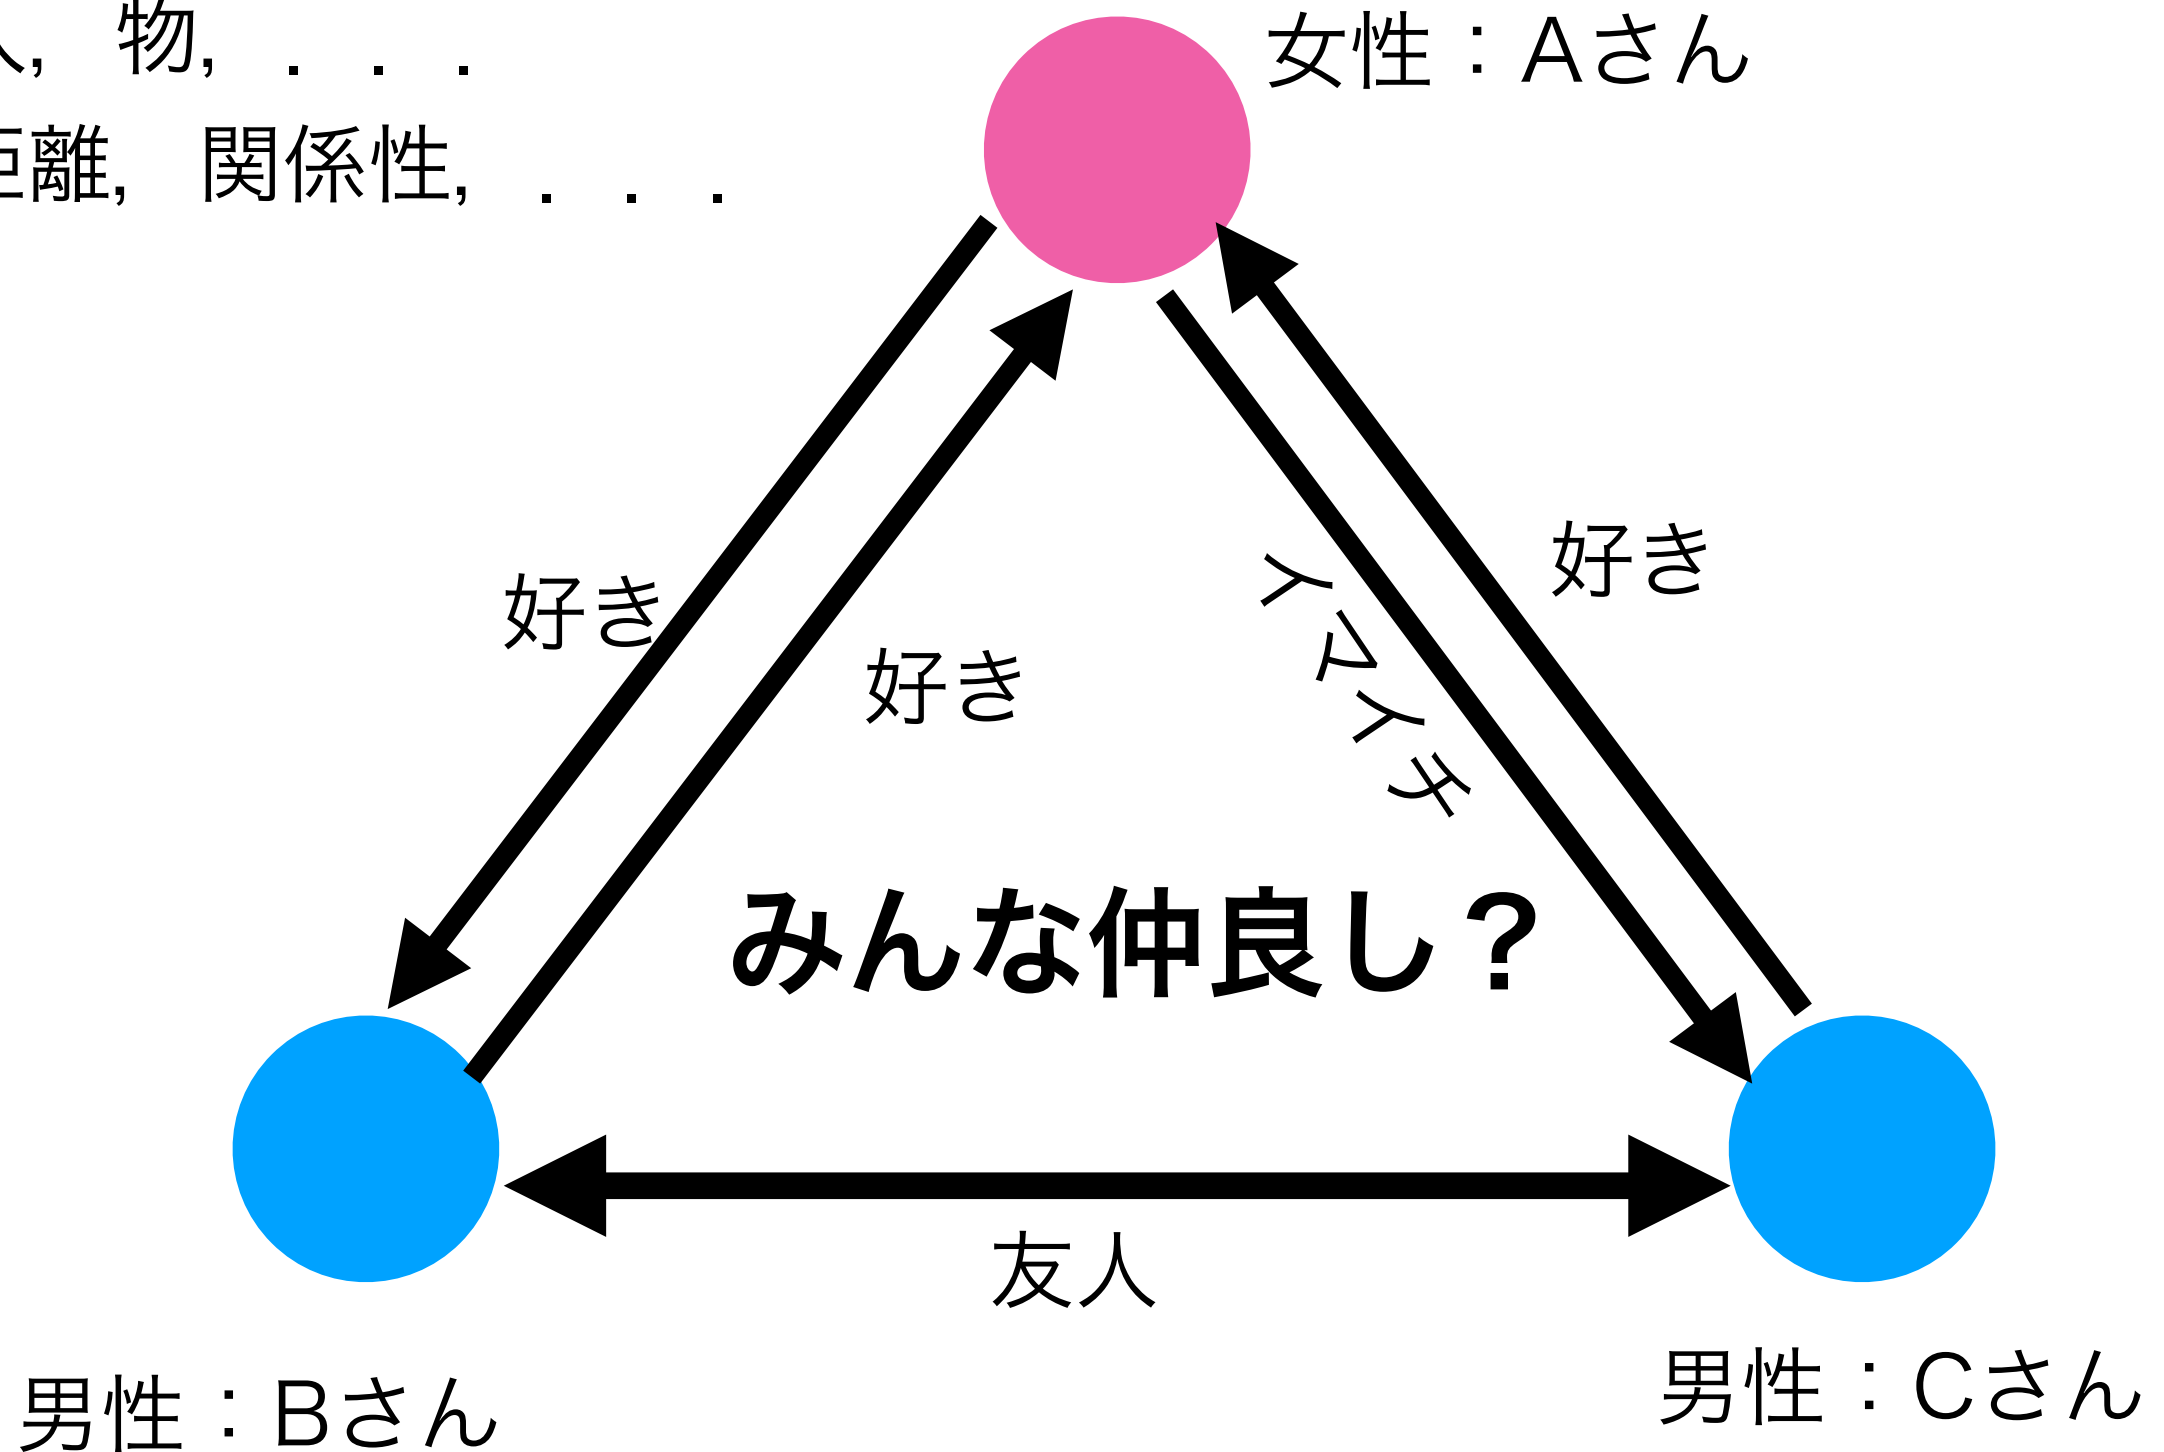 人，物，．．．
距離，関係性，．．．
女性：Aさん
好き
好き
イマイチ
好き
みんな仲良し？
友人
男性：Bさん
男性：Cさん